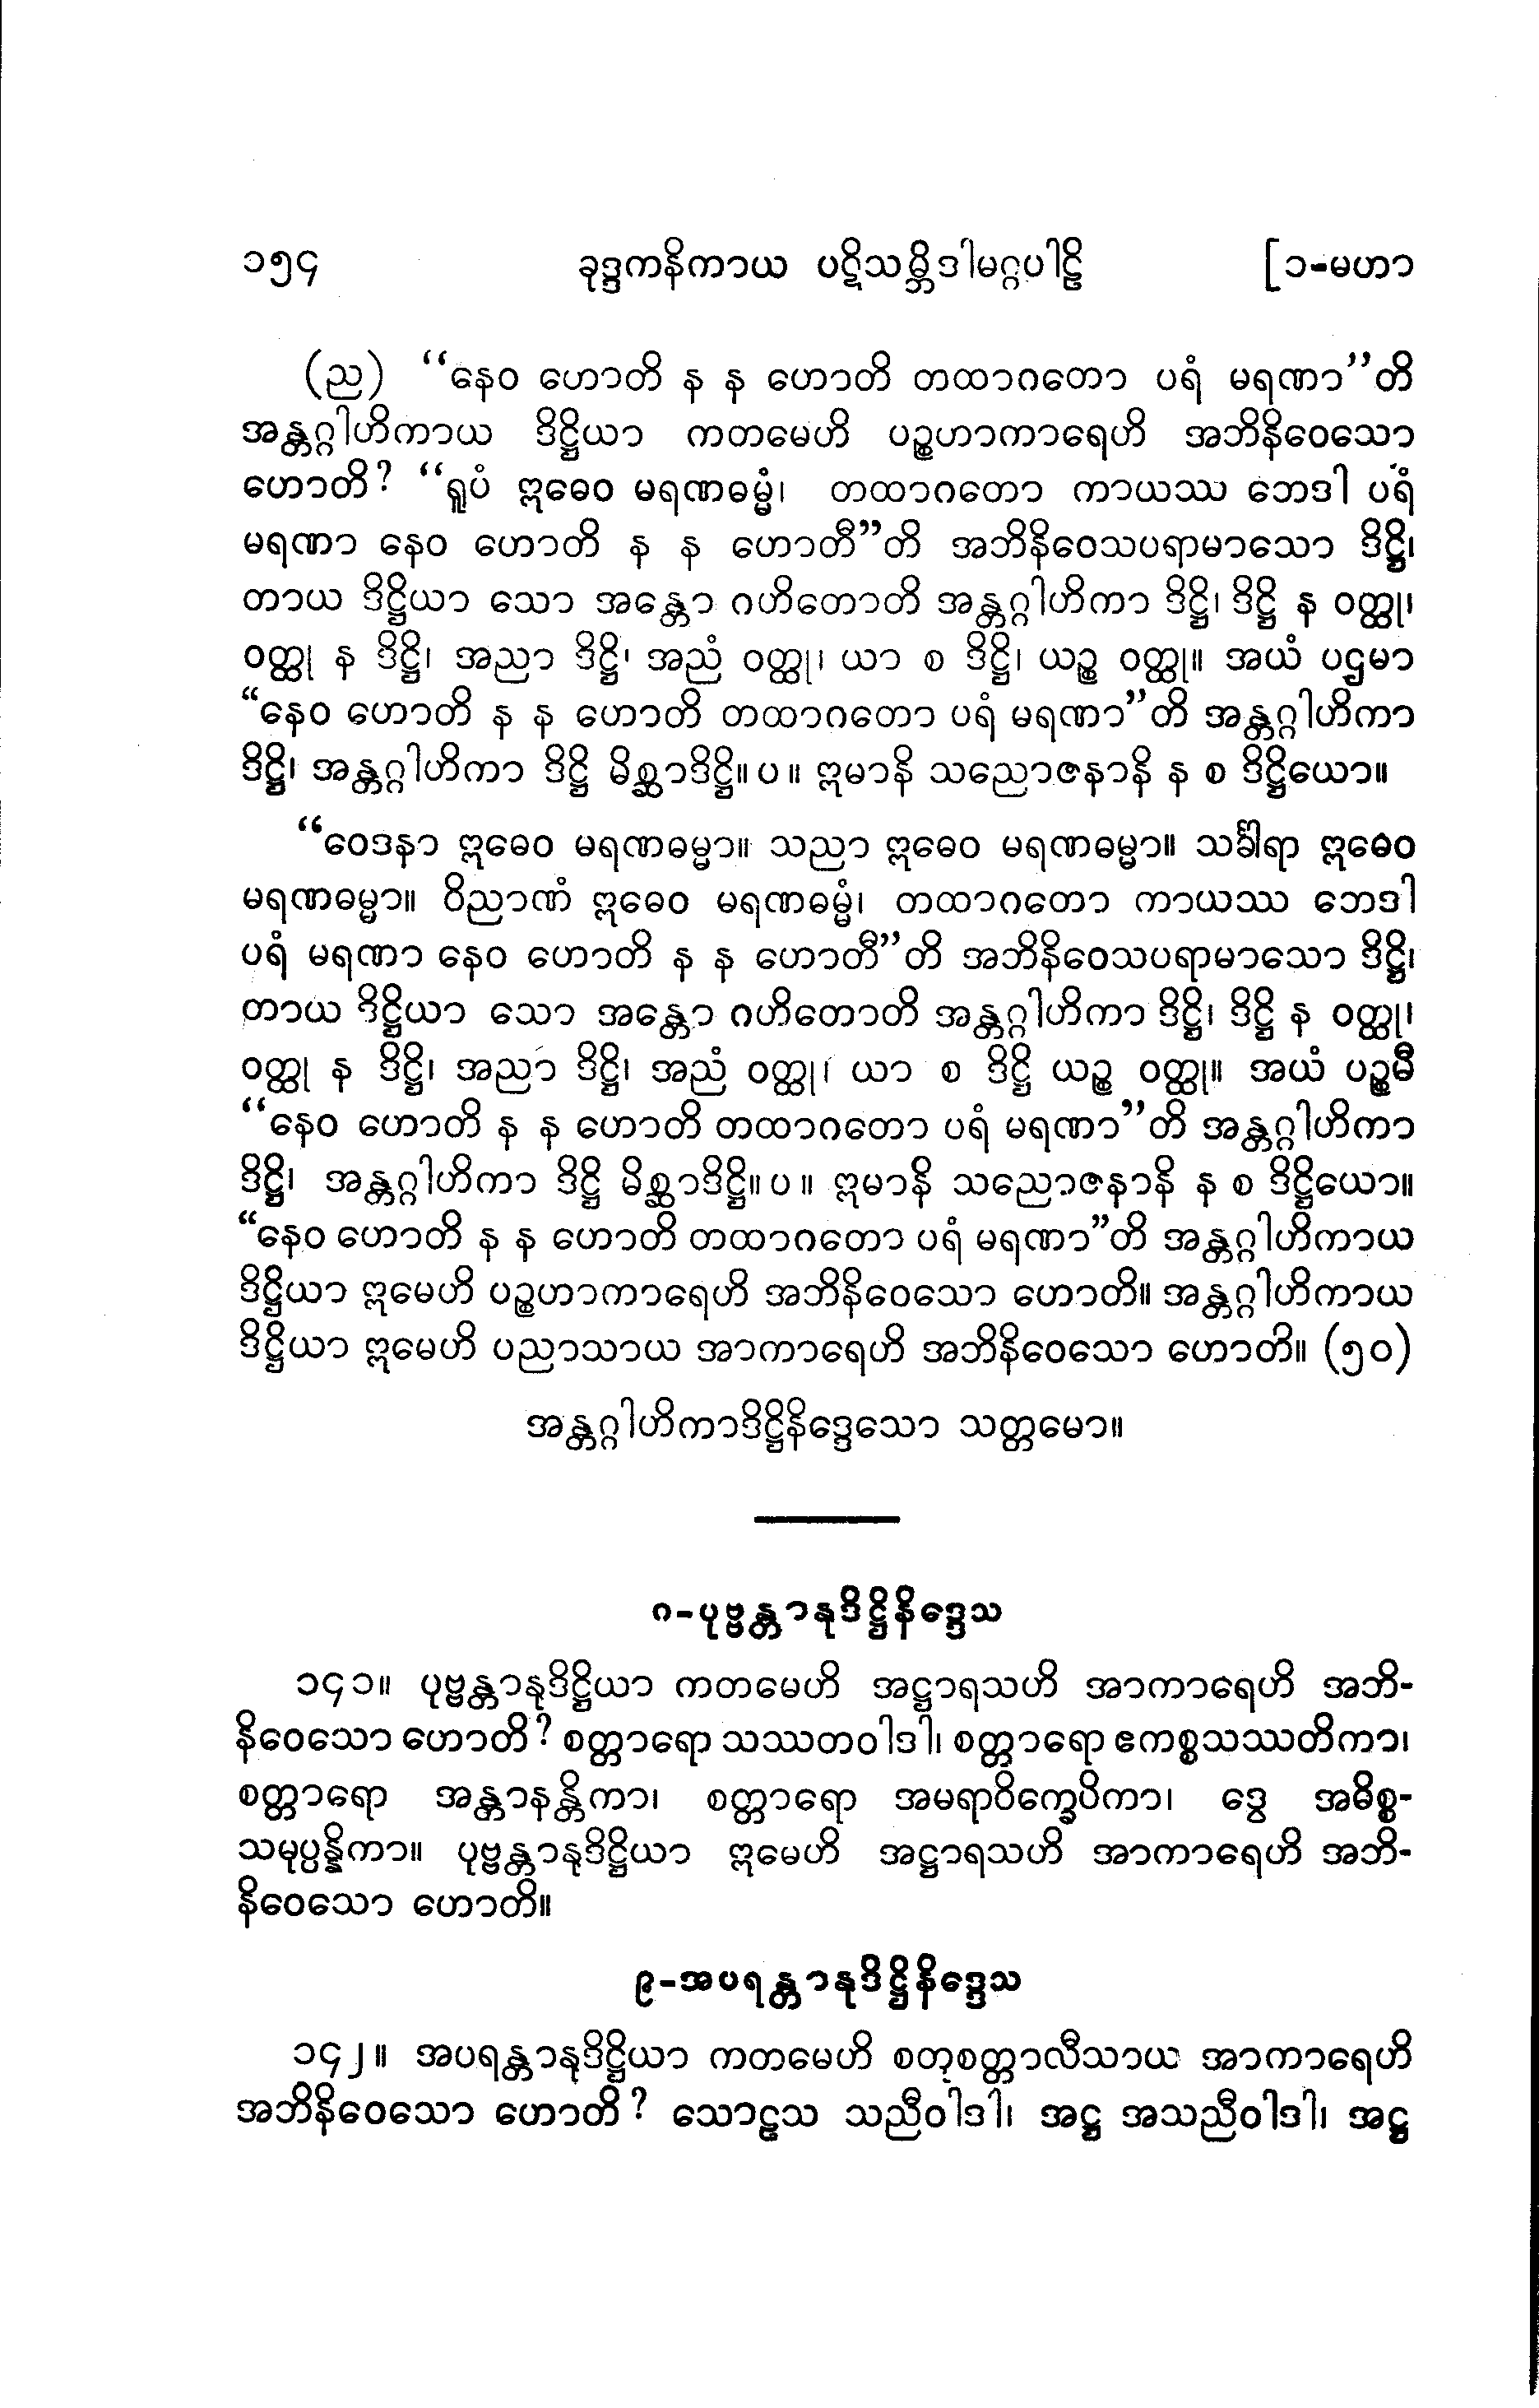 ၁၅၄ ခုဒ္ဒကနိကာယ ပဋိသမ္ဘိဒါမဂ္ဂပါဠိ [၁-မဟာ
(ည) “နေဝ ဟောတိ န န ဟောတိ တထာဂတော ပရံ မရဏာ”တိ
အန္တဂ္ဂါဟိကာယ ဒိဋ္ဌိယာ ကတမေဟိ ပဉ္စဟာကာရေဟိ အဘိနိဝေသော
ဟောတိ? “ရူပံ ဣဓေဝ မရဏဓမ္မံ၊ တထာဂတော ကာယဿ ဘေဒါ ပရံ
မရဏာ နေဝ ဟောတိ န န ဟောတီ”တိ အဘိနိဝေသပရာမာသော ဒိဋ္ဌိ၊
တာယ ဒိဋ္ဌိယာ သော အန္တော ဂဟိတောတိ အန္တဂ္ဂါဟိကာ ဒိဋ္ဌိ၊ ဒိဋ္ဌိ န ဝတ္ထု၊
ဝတ္ထု န ဒိဋ္ဌိ၊ အညာ ဒိဋ္ဌိ၊ အညံ ဝတ္ထု၊ ယာ စ ဒိဋ္ဌိ၊ ယဉ္စ ဝတ္ထု။ အယံ ပဌမာ
“နေဝ ဟောတိ န န ဟောတိ တထာဂတော ပရံ မရဏာ”တိ အန္တဂ္ဂါဟိကာ
ဒိဋ္ဌိ၊ အန္တဂ္ဂါဟိကာ ဒိဋ္ဌိ မိစ္ဆာဒိဋ္ဌိ။ ပ ။ ဣမာနိ သညောဇနာနိ န စ ဒိဋ္ဌိယော။
“ဝေဒနာ ဣဓေဝ မရဏဓမ္မာ။ သညာ ဣဓေဝ မရဏဓမ္မာ။ သင်္ခါရာ ဣဓေဝ
မရဏဓမ္မာ။ ဝိညာဏံ ဣဓေဝ မရဏဓမ္မံ၊ တထာဂတော ကာယဿ ဘေဒါ
ပရံ မရဏာ နေဝ ဟောတိ န န ဟောတီ”တိ အဘိနိဝေသပရာမာသော ဒိဋ္ဌိ၊
တာယ ဒိဋ္ဌိယာ သော အန္တော ဂဟိတောတိ အန္တဂ္ဂါဟိကာ ဒိဋ္ဌိ၊ ဒိဋ္ဌိ န ဝတ္ထု၊
ဝတ္ထု န ဒိဋ္ဌိ၊ အညာ ဒိဋ္ဌိ၊ အညံ ဝတ္ထု၊ ယာ စ ဒိဋ္ဌိ ယဉ္စ ဝတ္ထု။ အယံ ပဉ္စမီ
“နေဝ ဟောတိ န န ဟောတိ တထာဂတော ပရံ မရဏာ”တိ အန္တဂ္ဂါဟိကာ
ဒိဋ္ဌိ၊ အန္တဂ္ဂါဟိကာ ဒိဋ္ဌိ မိစ္ဆာဒိဋ္ဌိ။ ပ ။ ဣမာနိ သညောဇနာနိ န စ ဒိဋ္ဌိယော။
“နေဝ ဟောတိ န န ဟောတိ တထာဂတော ပရံ မရဏာ”တိ အန္တဂ္ဂါဟိကာယ
ဒိဋ္ဌိယာ ဣမေဟိ ပဉ္စဟာကာရေဟိ အဘိနိဝေသော ဟောတိ။ အန္တဂ္ဂါဟိကာယ
ဒိဋ္ဌိယာ ဣမေဟိ ပညာသာယ အာကာရေဟိ အဘိနိဝေသော ဟောတိ။ (၅၀)
အန္တဂ္ဂါဟိကာဒိဋ္ဌိနိဒ္ဒေသော သတ္တမော။
ဂ-ပုဗ္ဗန္တာနုဒိဋ္ဌိနိဒ္ဒေသ
၁၄၁။ ပုဗ္ဗန္တာနုဒိဋ္ဌိယာ ကတမေဟိ အဋ္ဌာရသဟိ အာကာရေဟိ အဘိ-
နိဝေသော ဟောတိ? စတ္တာရော သဿတဝါဒါ၊ စတ္တာရော ဧကစ္စသဿတိကာ၊
စတ္တာရော အန္တာနန္တိကာ၊ စတ္တာရော အမရာဝိက္ခေပိကာ၊ ဒွေ အဓိစ္စ-
သမုပ္ပန္နိကာ။ ပုဗ္ဗန္တာနုဒိဋ္ဌိယာ ဣမေဟိ အဋ္ဌာရသဟိ အာကာရေဟိ အဘိ-
နိဝေသော ဟောတိ။
၉-အပရန္တာနုဒိဋ္ဌိနိဒ္ဒေသ
၁၄၂။ အပရန္တာနုဒိဋ္ဌိယာ ကတမေဟိ စတုစတ္တာလီသာယ အာကာရေဟိ
အဘိနိဝေသော ဟောတိ? သောဠသ သညီဝါဒါ၊ အဋ္ဌ အသညီဝါဒါ၊ အဋ္ဌ